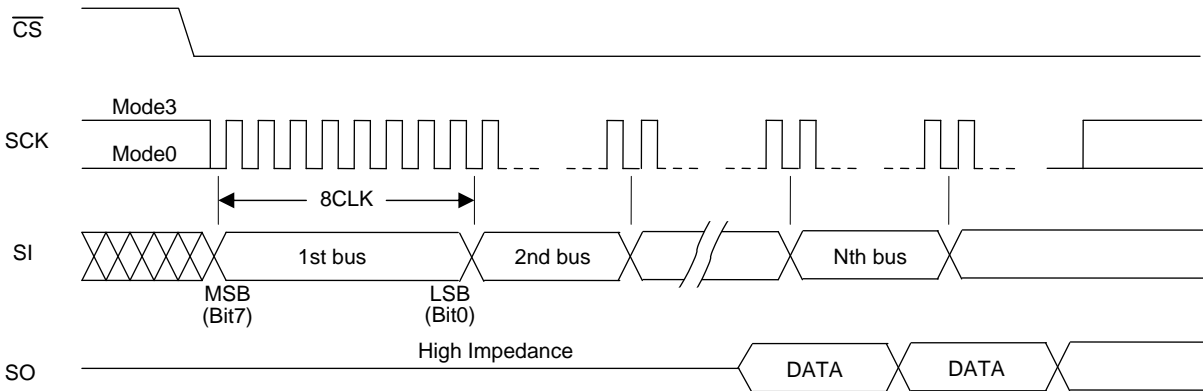 CS
Mode3
SCK
Mode0
8CLK
SI
1st bus
2nd bus
Nth bus
MSB
(Bit7)
LSB
(Bit0)
High Impedance
SO
DATA
DATA